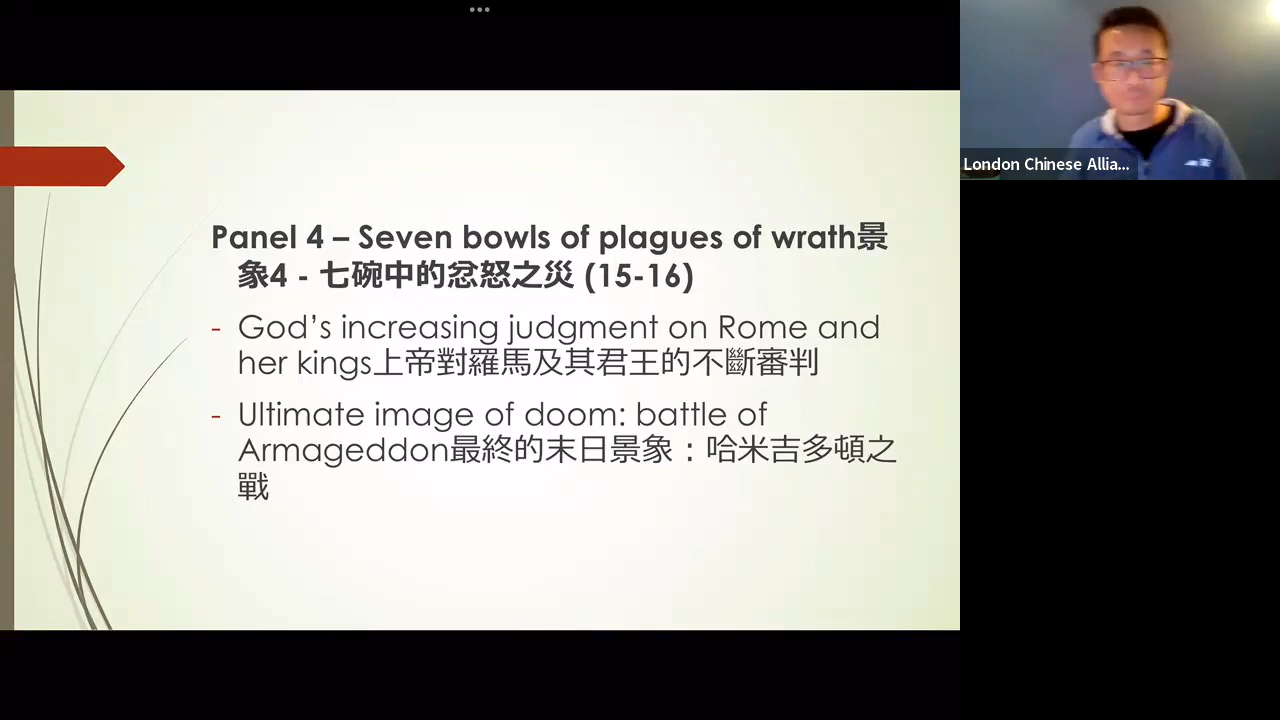 Panel 4 – Seven bowls of plagues of wrath景
象4 - 七碗中的忿怒之災 (15-16)
- God’s increasing judgment on Rome and
her kings上帝對羅馬及其君王的不斷審判
- Ultimate image of doom: battle of
Armageddon最終的末日景象：哈米吉多頓之
戰
London Chinese Allia...